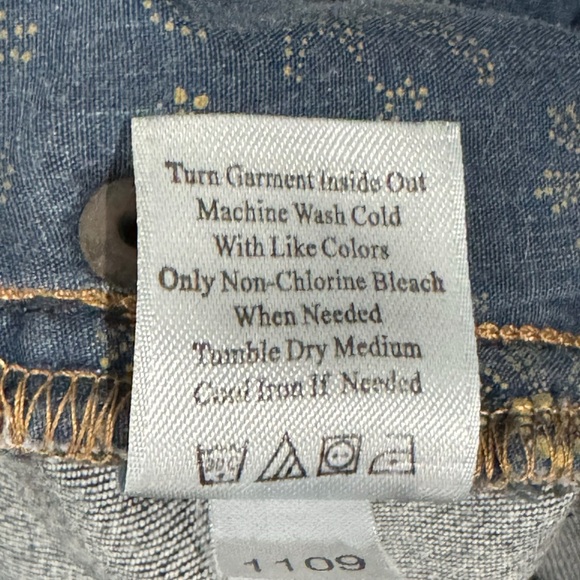 Turn Garment Inside Out
Machine Wash Cold
With Like Colors
Only Non-Chlorine Bleach
When Needed
Tumble Dry Medium
Cool Iron If Needed
30C
1109